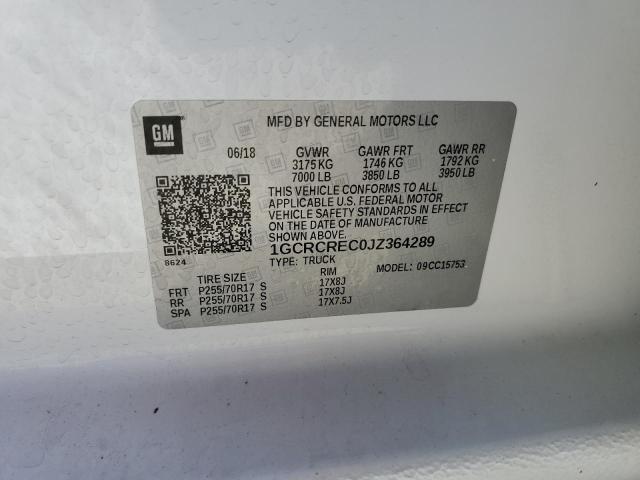 GM
MFD BY GENERAL MOTORS LLC
06/18 GVWR GAWR FRT GAWR RR
3175 KG 1746 KG 1792 KG
7000 LB 3850 LB 3950 LB
THIS VEHICLE CONFORMS TO ALL
APPLICABLE U.S. FEDERAL MOTOR
VEHICLE SAFETY STANDARDS IN EFFECT
ON THE DATE OF MANUFACTURE
SHOWN ABOVE.
1GCRCREC0JZ364289
8624 TYPE: TRUCK MODEL: 09CC15753
TIRE SIZE RIM
FRT P255/70R17 S 17X8J
RR P255/70R17 S 17X8J
SPA P255/70R17 S 17X7.5J